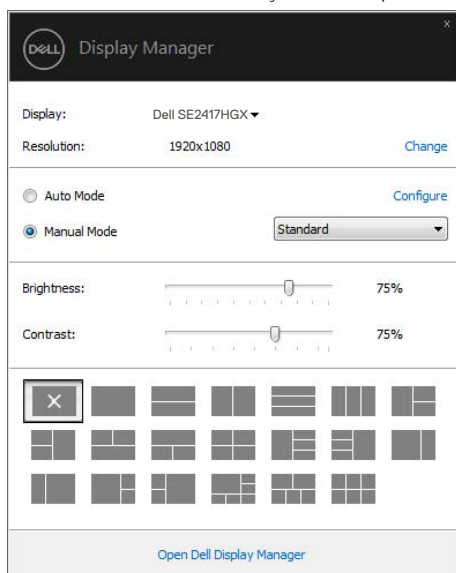 x
DELL Display Manager
Display: Dell SE2417HGX
Resolution: 1920x1080 Change
Auto Mode Configure
Manual Mode Standard
Brightness: 75%
Contrast: 75%
Open Dell Display Manager